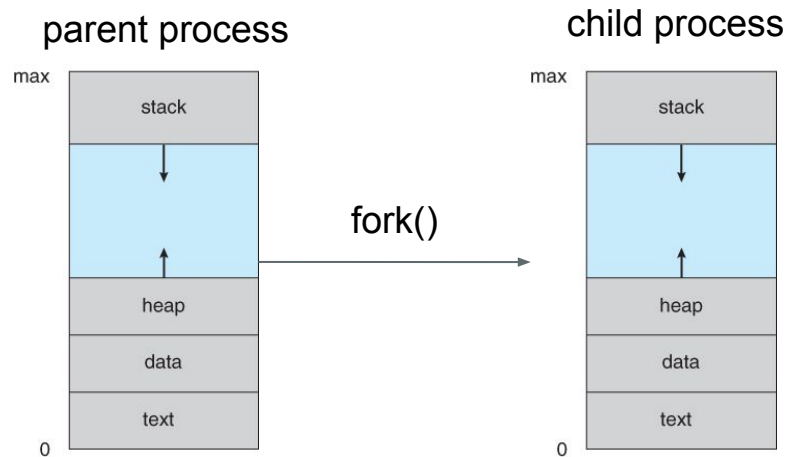 parent process
max
stack
heap
data
text
0
fork()
child process
max
stack
heap
data
text
0